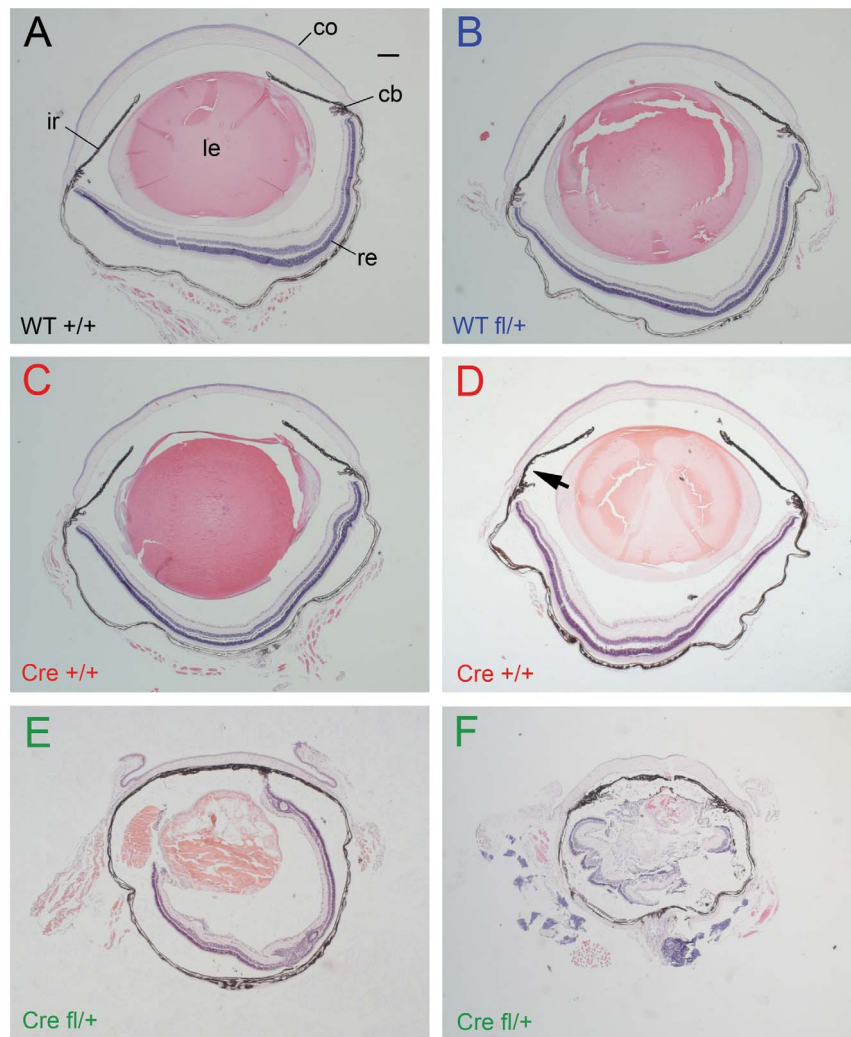 A
co
cb
ir
le
re
WT +/+
B
WT fl/+
C
Cre +/+
D
Cre +/+
E
Cre fl/+
F
Cre fl/+